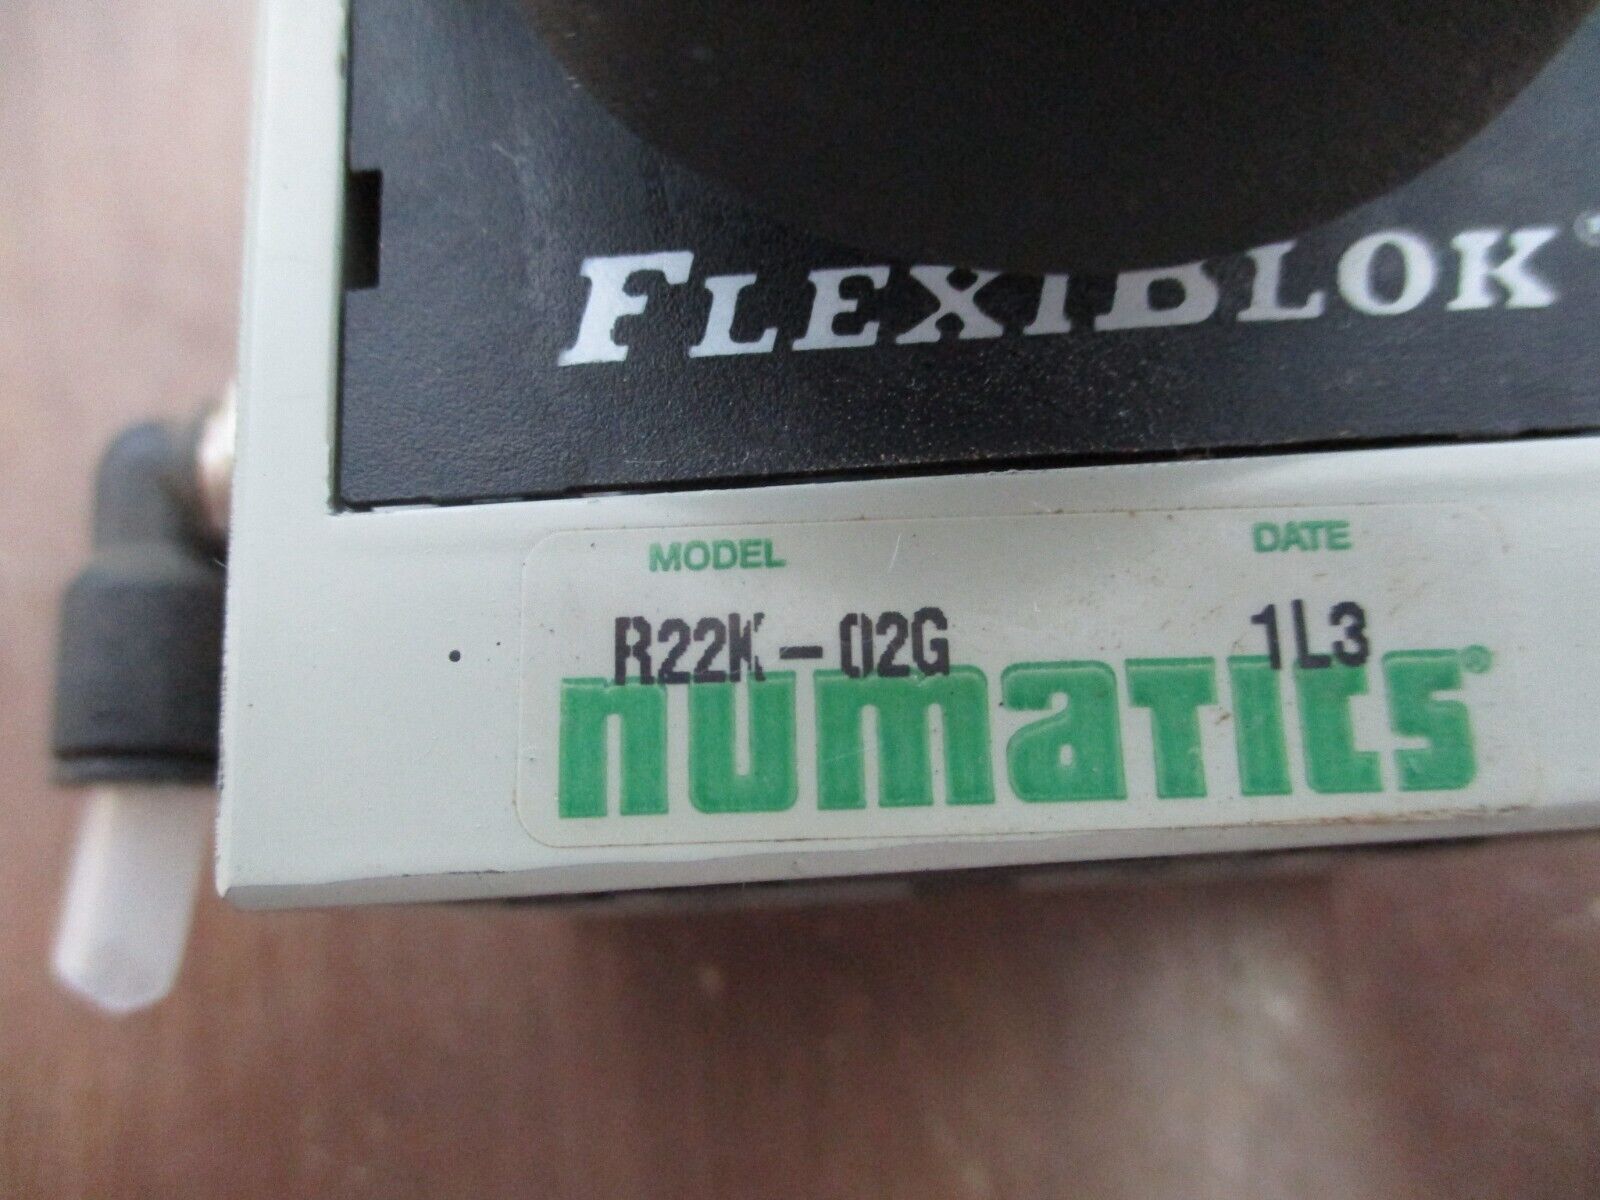 FLEXIBLOK
MODEL DATE
R22K-02G 1L3
numatics®